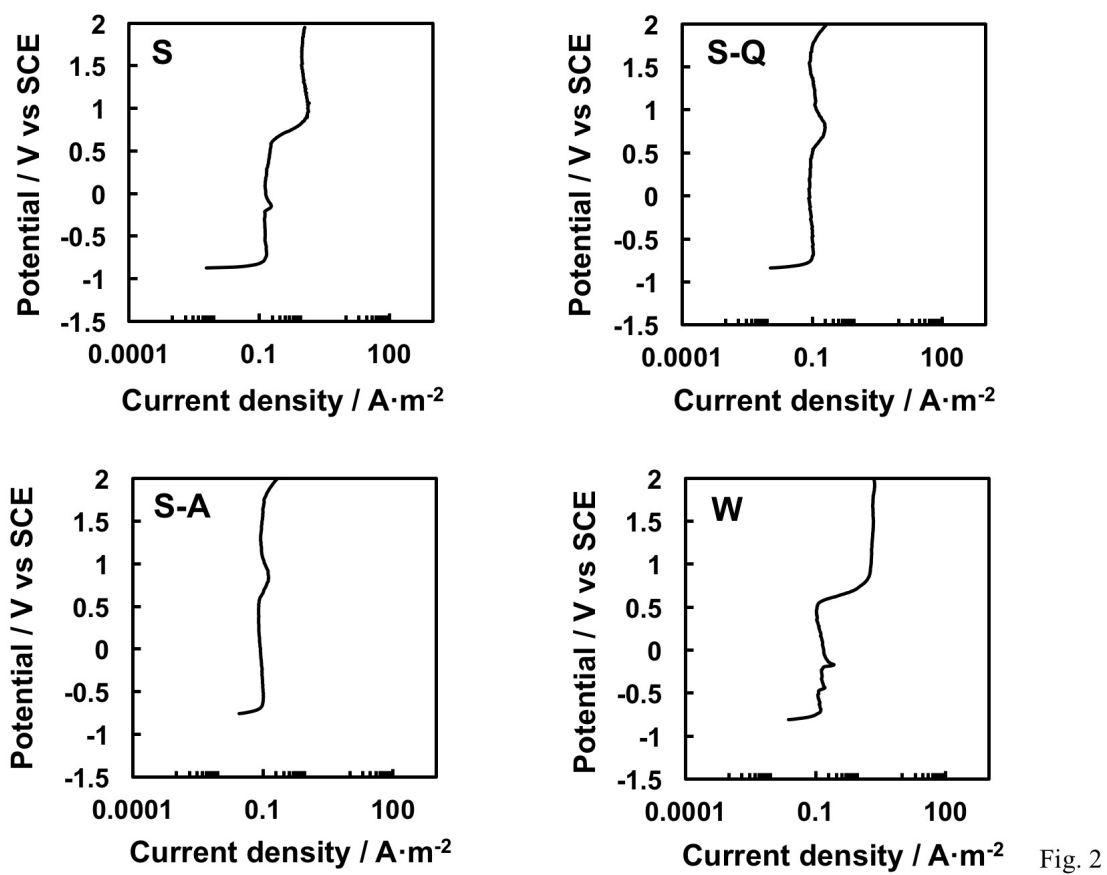 S
2
1.5
1
0.5
0
-0.5
-1
-1.5
Potential / V vs SCE
0.0001 0.1 100
Current density / A·m-2
S-Q
2
1.5
1
0.5
0
-0.5
-1
-1.5
Potential / V vs SCE
0.0001 0.1 100
Current density / A·m-2
S-A
2
1.5
1
0.5
0
-0.5
-1
-1.5
Potential / V vs SCE
0.0001 0.1 100
Current density / A·m-2
W
2
1.5
1
0.5
0
-0.5
-1
-1.5
Potential / V vs SCE
0.0001 0.1 100
Current density / A·m-2
Fig. 2